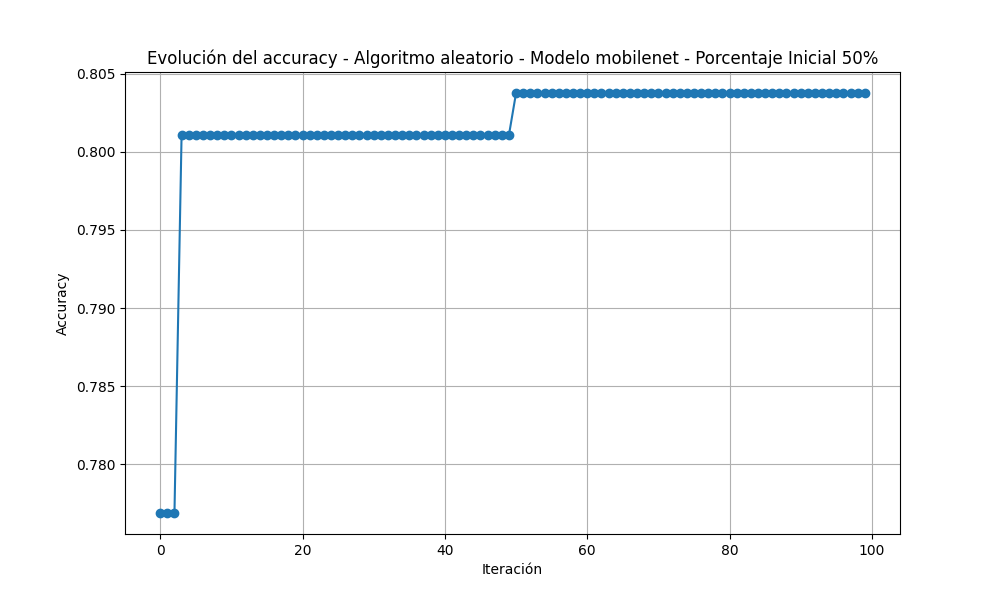 Evolución del accuracy - Algoritmo aleatorio - Modelo mobilenet - Porcentaje Inicial 50%
0.805
0.800
0.795
0.790
0.785
0.780
Accuracy
0 20 40 60 80 100
Iteración